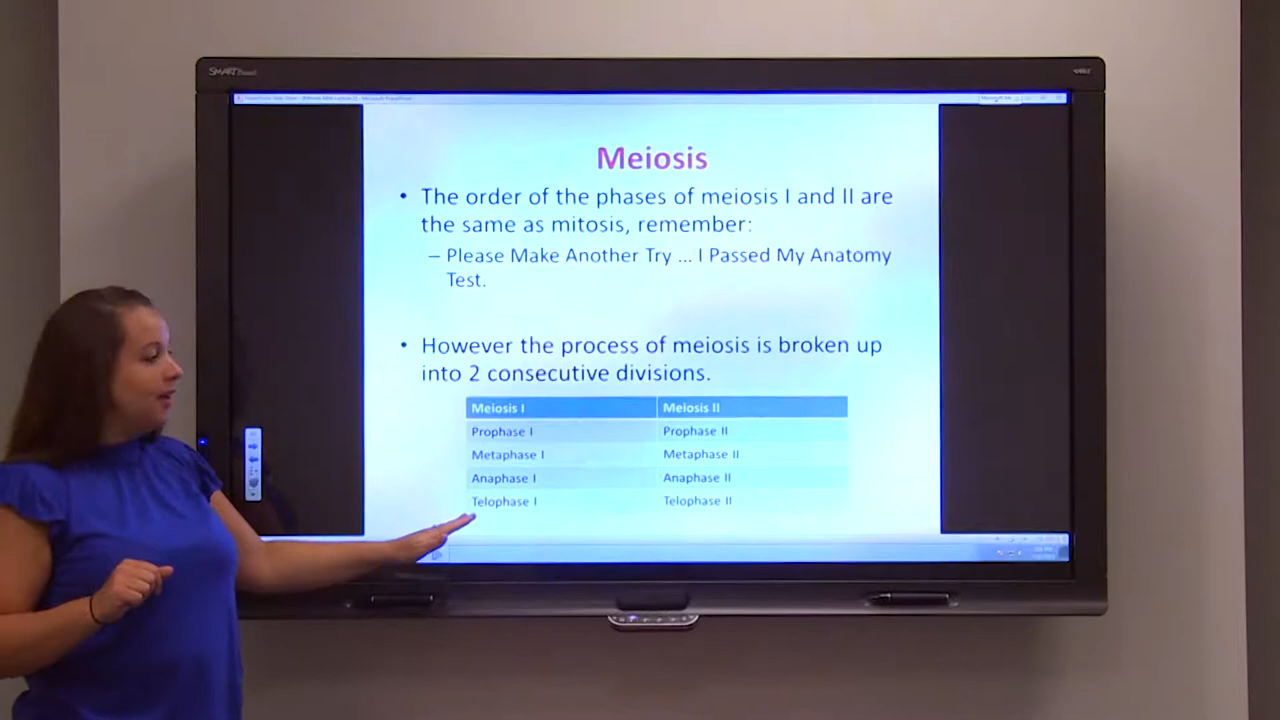 SMART Board
Meiosis
• The order of the phases of meiosis I and II are
the same as mitosis, remember:
– Please Make Another Try ... I Passed My Anatomy
Test.
• However the process of meiosis is broken up
into 2 consecutive divisions.
Meiosis I Meiosis II
Prophase I Prophase II
Metaphase I Metaphase II
Anaphase I Anaphase II
Telophase I Telophase II